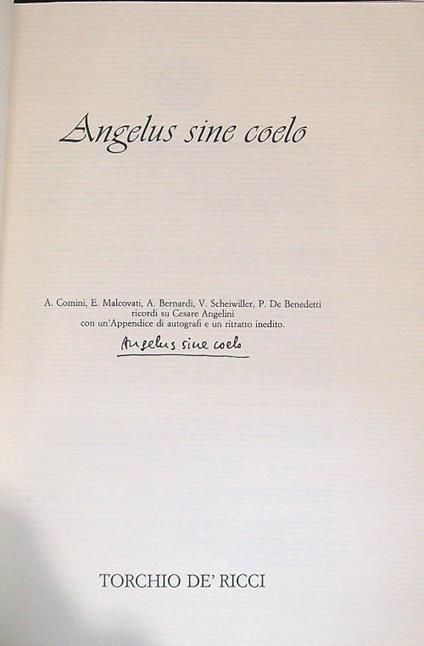 Angelus sine coelo
A. Comini, E. Malcovati, A. Bernardi, V. Scheiwiller, P. De Benedetti
ricordi su Cesare Angelini
con un'Appendice di autografi e un ritratto inedito.
Angelus sine coelo
TORCHIO DE' RICCI